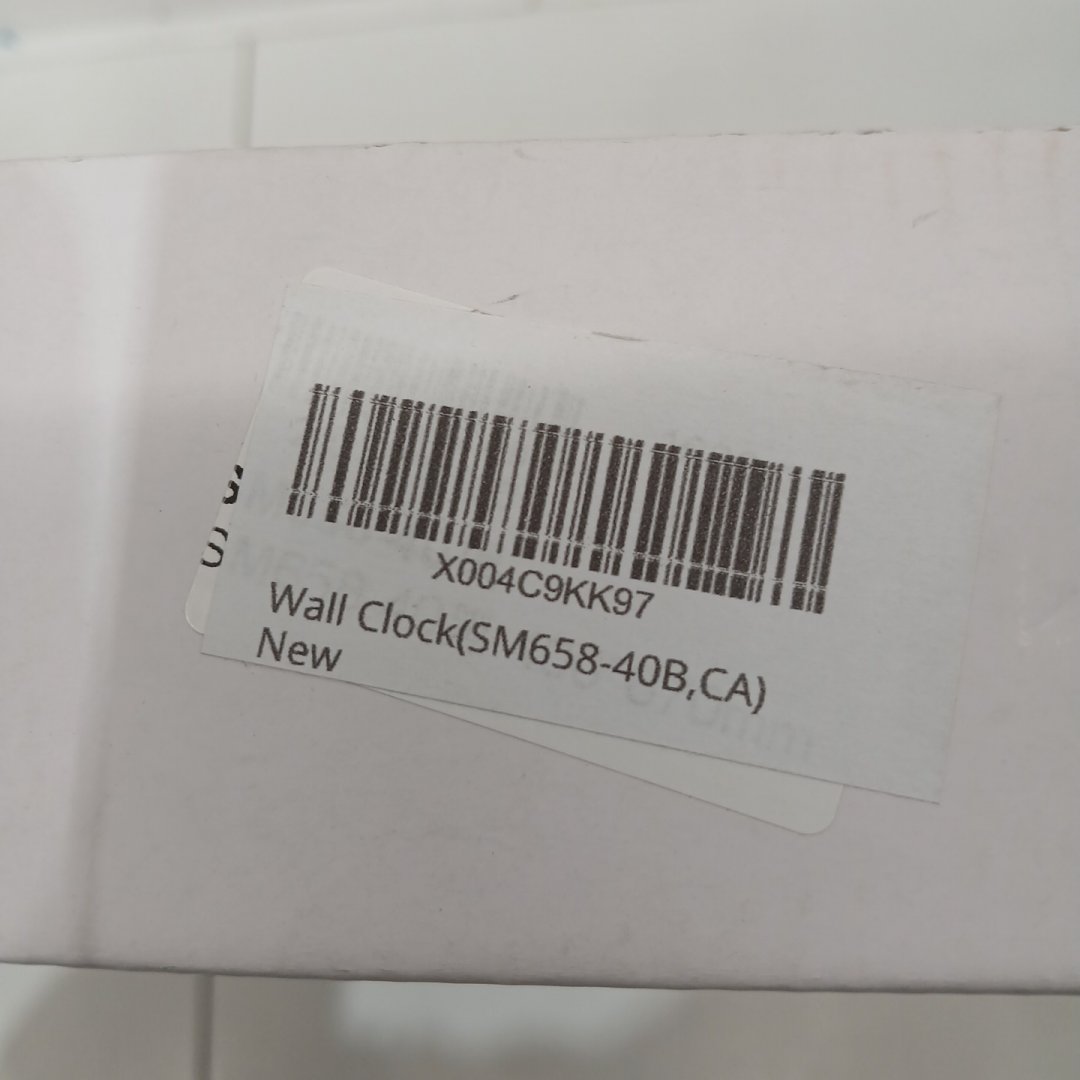 X004C9KK97
Wall Clock(SM658-40B,CA)
New